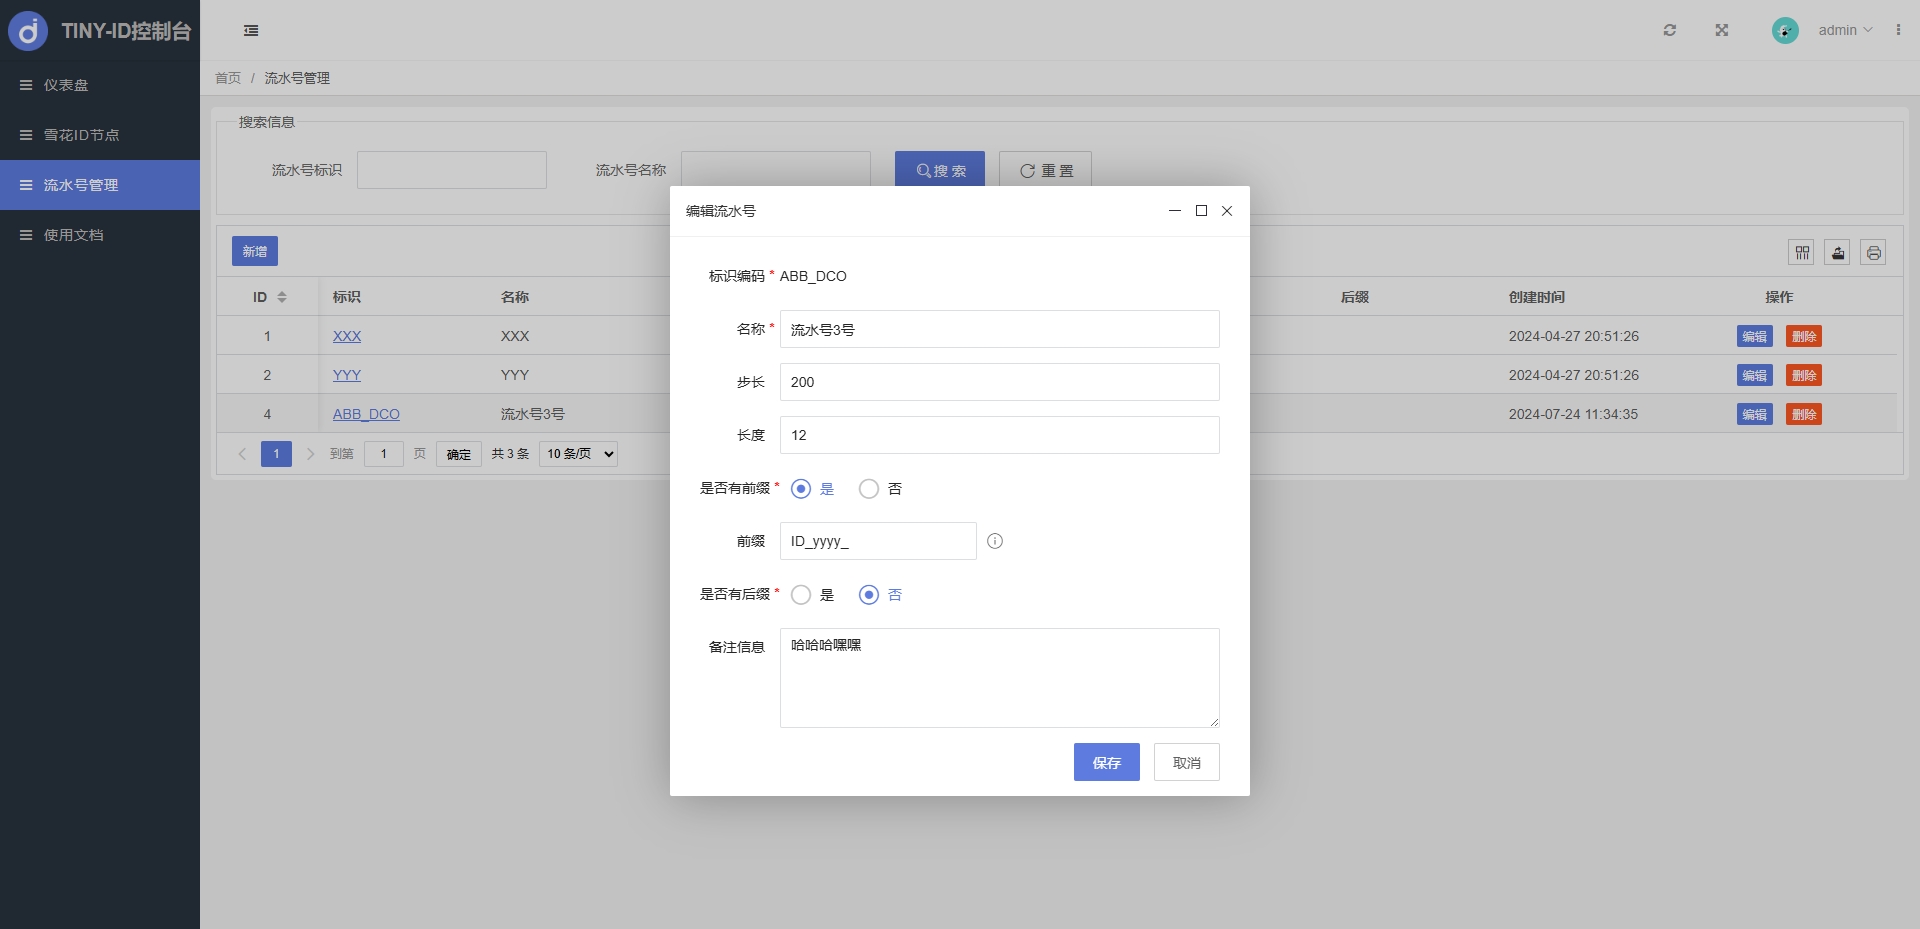 TINY-ID控制台
admin
仪表盘
雪花ID节点
流水号管理
使用文档
首页 / 流水号管理
搜索信息
流水号标识
流水号名称
搜 索
重 置
新增
ID 标识 名称 后缀 创建时间 操作
1 XXX XXX 2024-04-27 20:51:26 编辑 删除
2 YYY YYY 2024-04-27 20:51:26 编辑 删除
4 ABB_DCO 流水号3号 2024-07-24 11:34:35 编辑 删除
1 到第 1 页 确定 共 3 条 10 条/页
编辑流水号
标识编码 * ABB_DCO
名称 * 流水号3号
步长 200
长度 12
是否有前缀 * 是 否
前缀 ID_yyyy_
是否有后缀 * 是 否
备注信息 哈哈哈嘿嘿
保存 取消